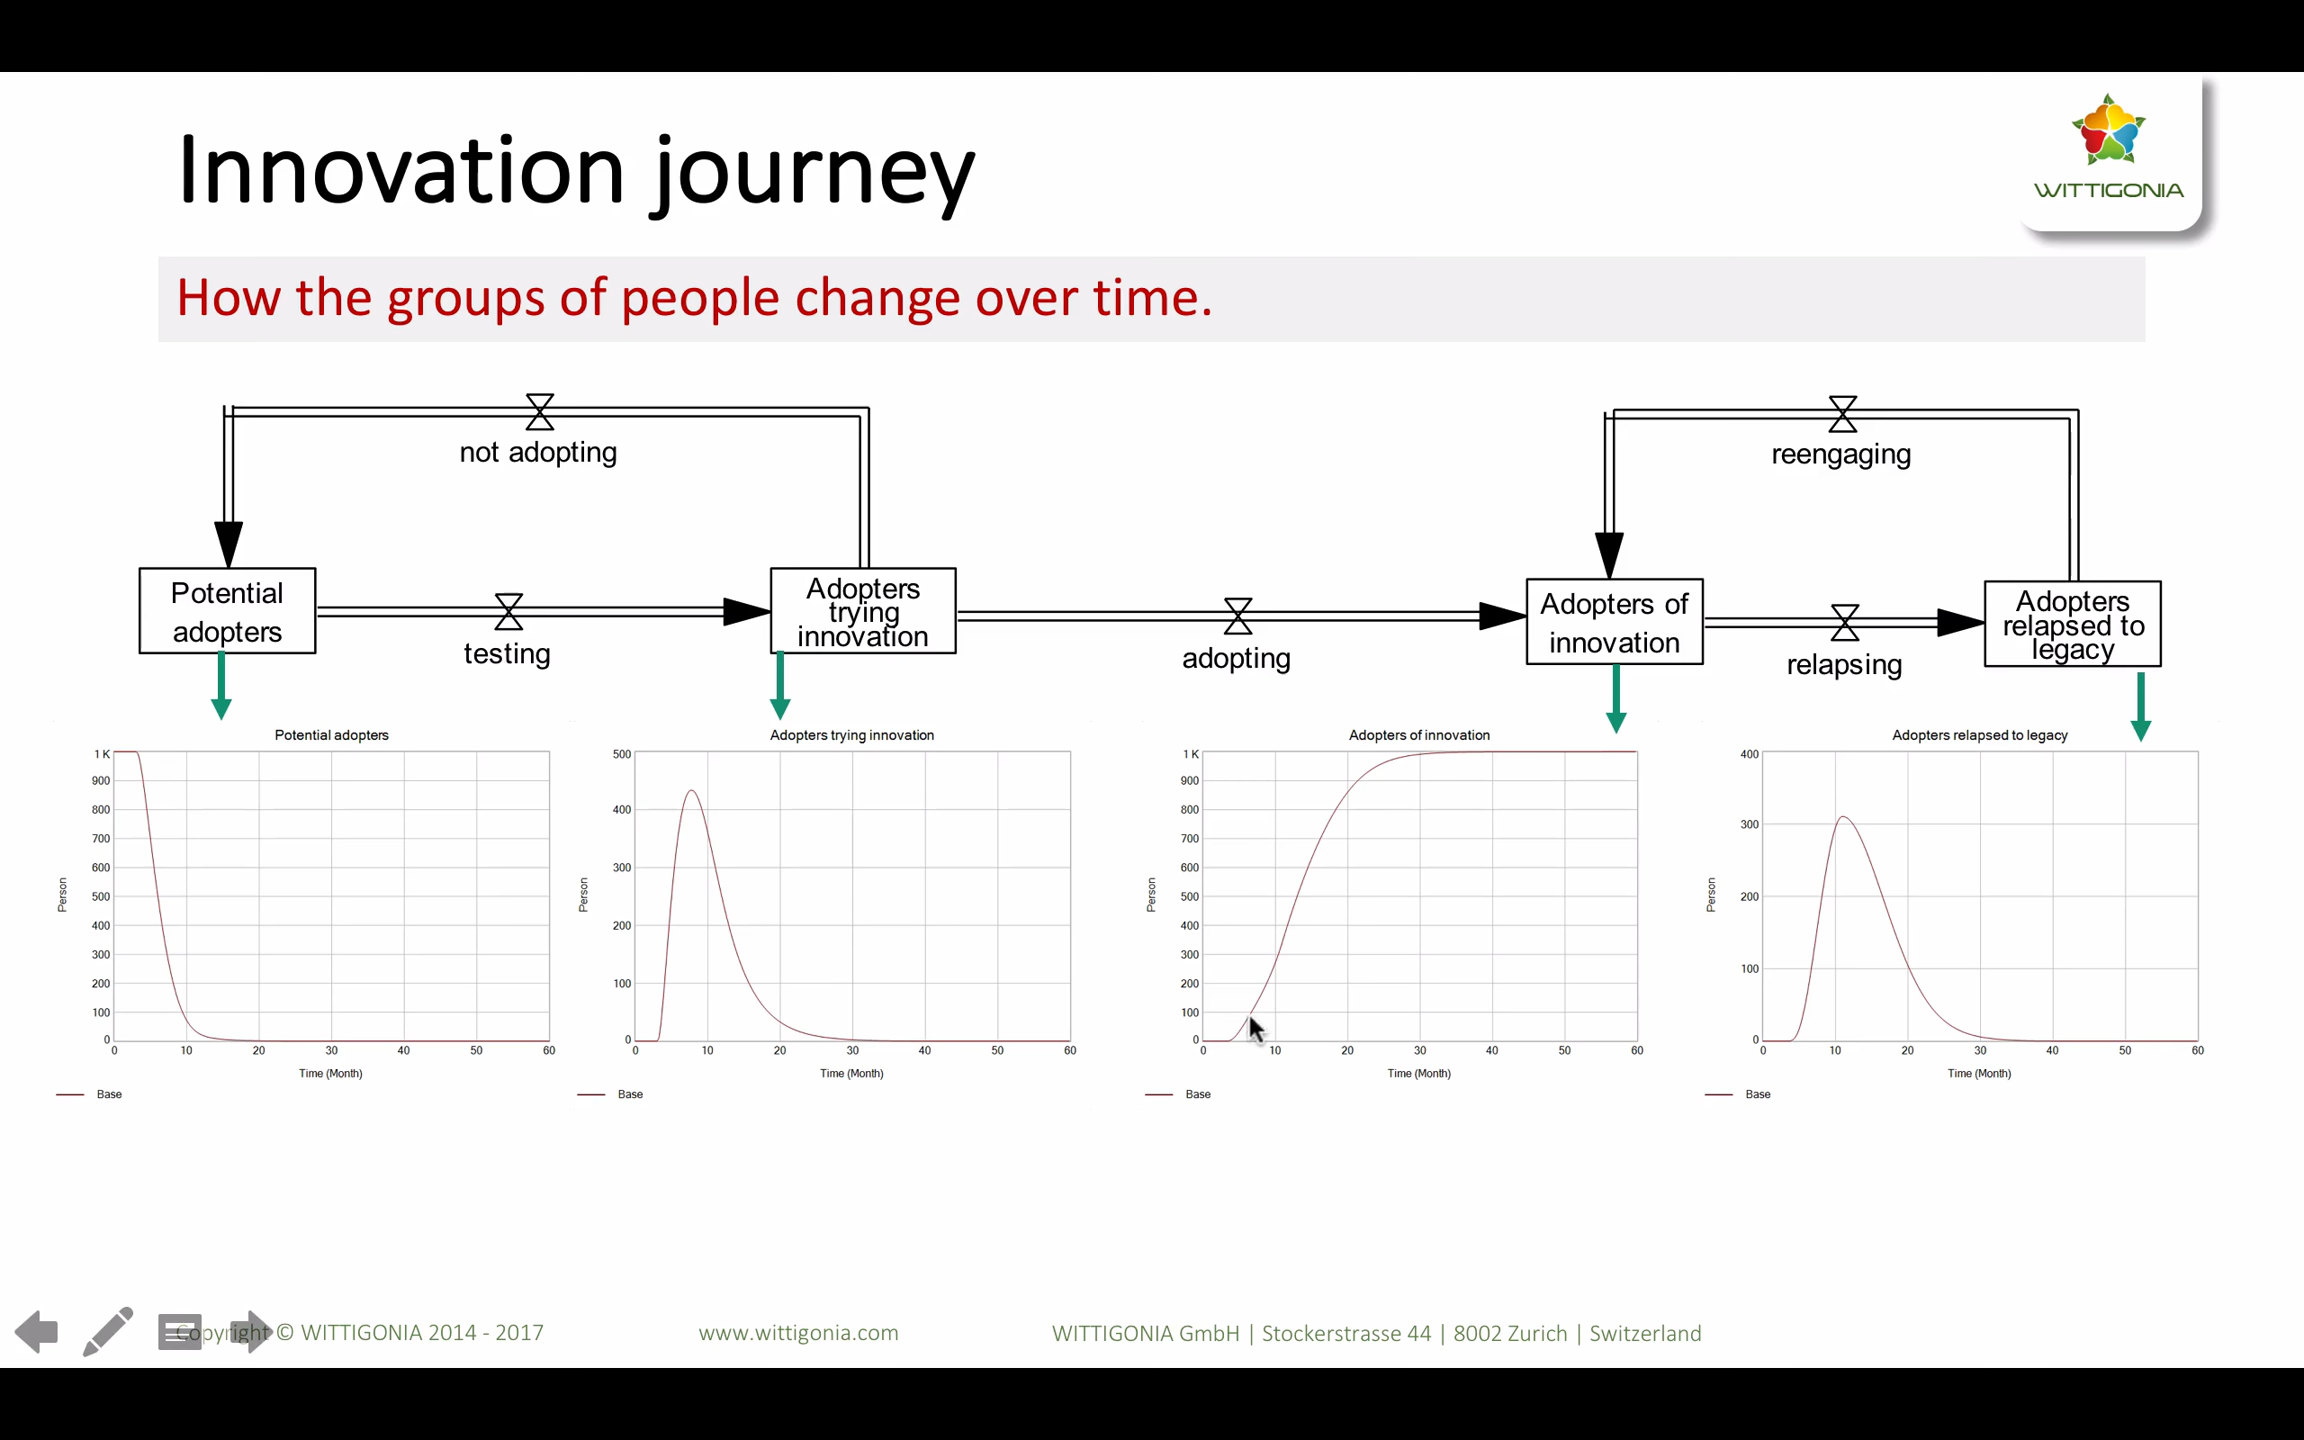 Innovation journey
WITTIGONIA
How the groups of people change over time.
not adopting
reengaging
Potential
adopters
testing
Adopters
trying
innovation
adopting
Adopters of
innovation
relapsing
Adopters
relapsed to
legacy
Potential adopters
1 K
900
800
700
600
500
400
300
200
100
0
Person
0 10 20 30 40 50 60
Time (Month)
Base
Adopters trying innovation
500
400
300
200
100
0
Person
0 10 20 30 40 50 60
Time (Month)
Base
Adopters of innovation
1 K
900
800
700
600
500
400
300
200
100
0
Person
0 10 20 30 40 50 60
Time (Month)
Base
Adopters relapsed to legacy
400
300
200
100
0
Person
0 10 20 30 40 50 60
Time (Month)
Base
Copyright © WITTIGONIA 2014 - 2017
www.wittigonia.com
WITTIGONIA GmbH | Stockerstrasse 44 | 8002 Zurich | Switzerland